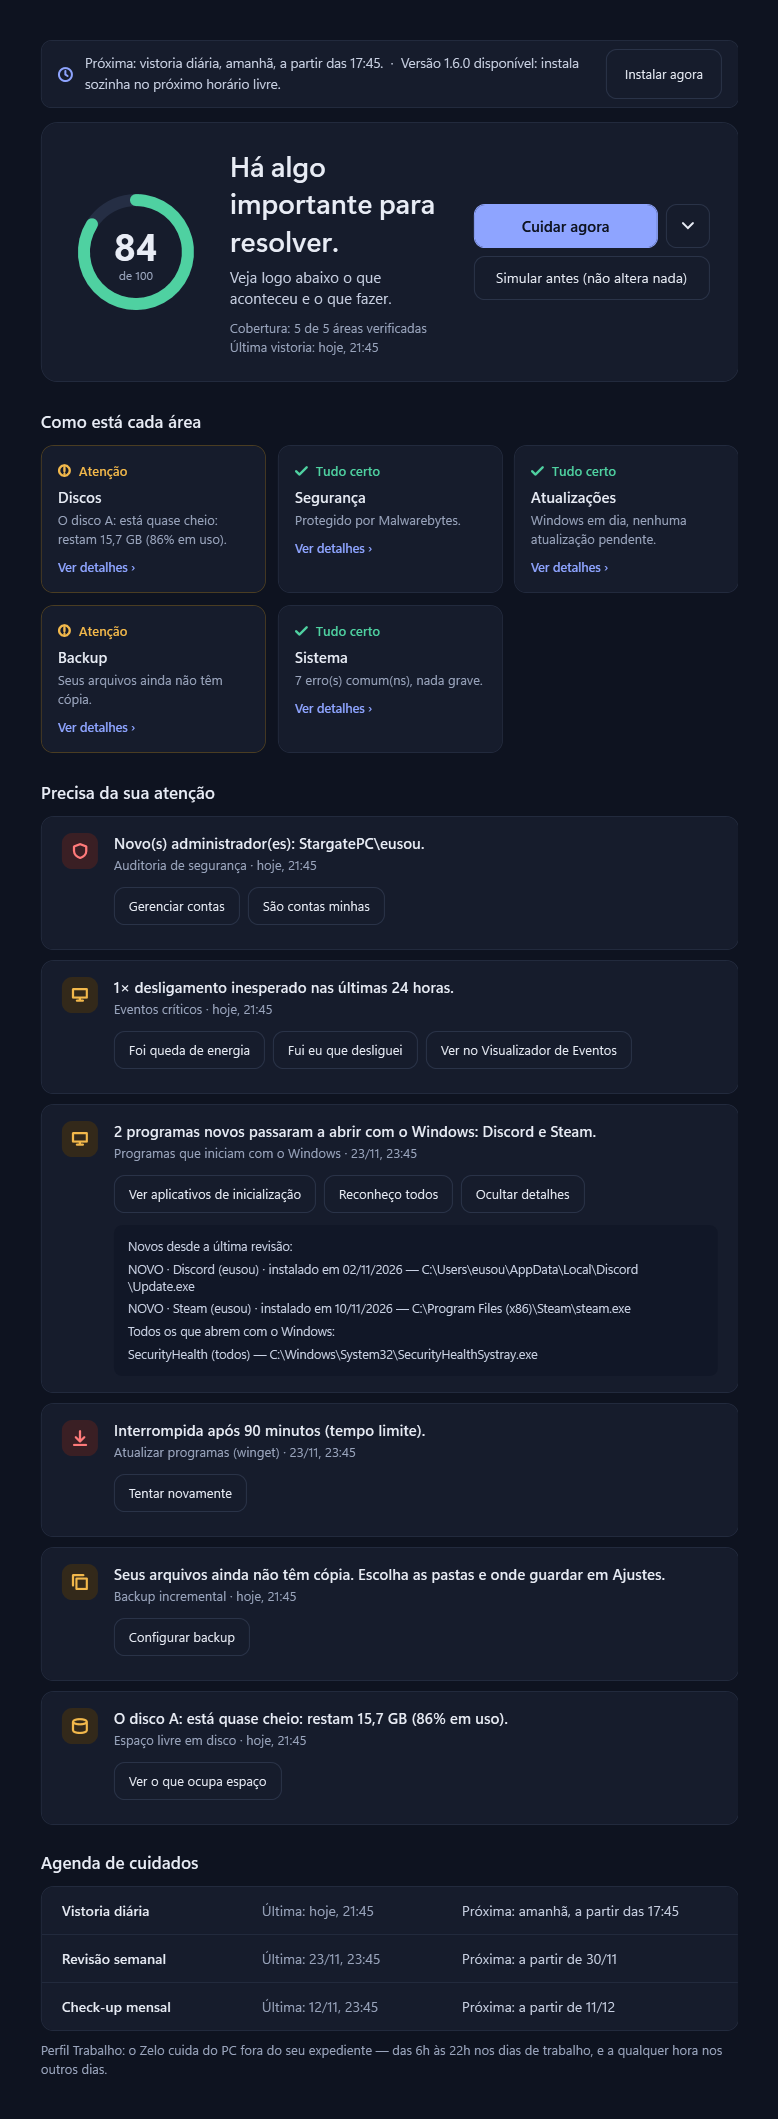 Próxima: vistoria diária, amanhã, a partir das 17:45. · Versão 1.6.0 disponível: instala
sozinha no próximo horário livre.
Instalar agora
84
de 100
Há algo
importante para
resolver.
Veja logo abaixo o que
aconteceu e o que fazer.
Cobertura: 5 de 5 áreas verificadas
Última vistoria: hoje, 21:45
Cuidar agora
Simular antes (não altera nada)
Como está cada área
Atenção
Discos
O disco A: está quase cheio:
restam 15,7 GB (86% em uso).
Ver detalhes ›
Tudo certo
Segurança
Protegido por Malwarebytes.
Ver detalhes ›
Tudo certo
Atualizações
Windows em dia, nenhuma
atualização pendente.
Ver detalhes ›
Atenção
Backup
Seus arquivos ainda não têm
cópia.
Ver detalhes ›
Tudo certo
Sistema
7 erro(s) comum(ns), nada grave.
Ver detalhes ›
Precisa da sua atenção
Novo(s) administrador(es): StargatePC\eusou.
Auditoria de segurança · hoje, 21:45
Gerenciar contas
São contas minhas
1× desligamento inesperado nas últimas 24 horas.
Eventos críticos · hoje, 21:45
Foi queda de energia
Fui eu que desliguei
Ver no Visualizador de Eventos
2 programas novos passaram a abrir com o Windows: Discord e Steam.
Programas que iniciam com o Windows · 23/11, 23:45
Ver aplicativos de inicialização
Reconheço todos
Ocultar detalhes
Novos desde a última revisão:
NOVO · Discord (eusou) · instalado em 02/11/2026 — C:\Users\eusou\AppData\Local\Discord
\Update.exe
NOVO · Steam (eusou) · instalado em 10/11/2026 — C:\Program Files (x86)\Steam\steam.exe
Todos os que abrem com o Windows:
SecurityHealth (todos) — C:\Windows\System32\SecurityHealthSystray.exe
Interrompida após 90 minutos (tempo limite).
Atualizar programas (winget) · 23/11, 23:45
Tentar novamente
Seus arquivos ainda não têm cópia. Escolha as pastas e onde guardar em Ajustes.
Backup incremental · hoje, 21:45
Configurar backup
O disco A: está quase cheio: restam 15,7 GB (86% em uso).
Espaço livre em disco · hoje, 21:45
Ver o que ocupa espaço
Agenda de cuidados
Vistoria diária Última: hoje, 21:45 Próxima: amanhã, a partir das 17:45
Revisão semanal Última: 23/11, 23:45 Próxima: a partir de 30/11
Check-up mensal Última: 12/11, 23:45 Próxima: a partir de 11/12
Perfil Trabalho: o Zelo cuida do PC fora do seu expediente — das 6h às 22h nos dias de trabalho, e a qualquer hora nos
outros dias.